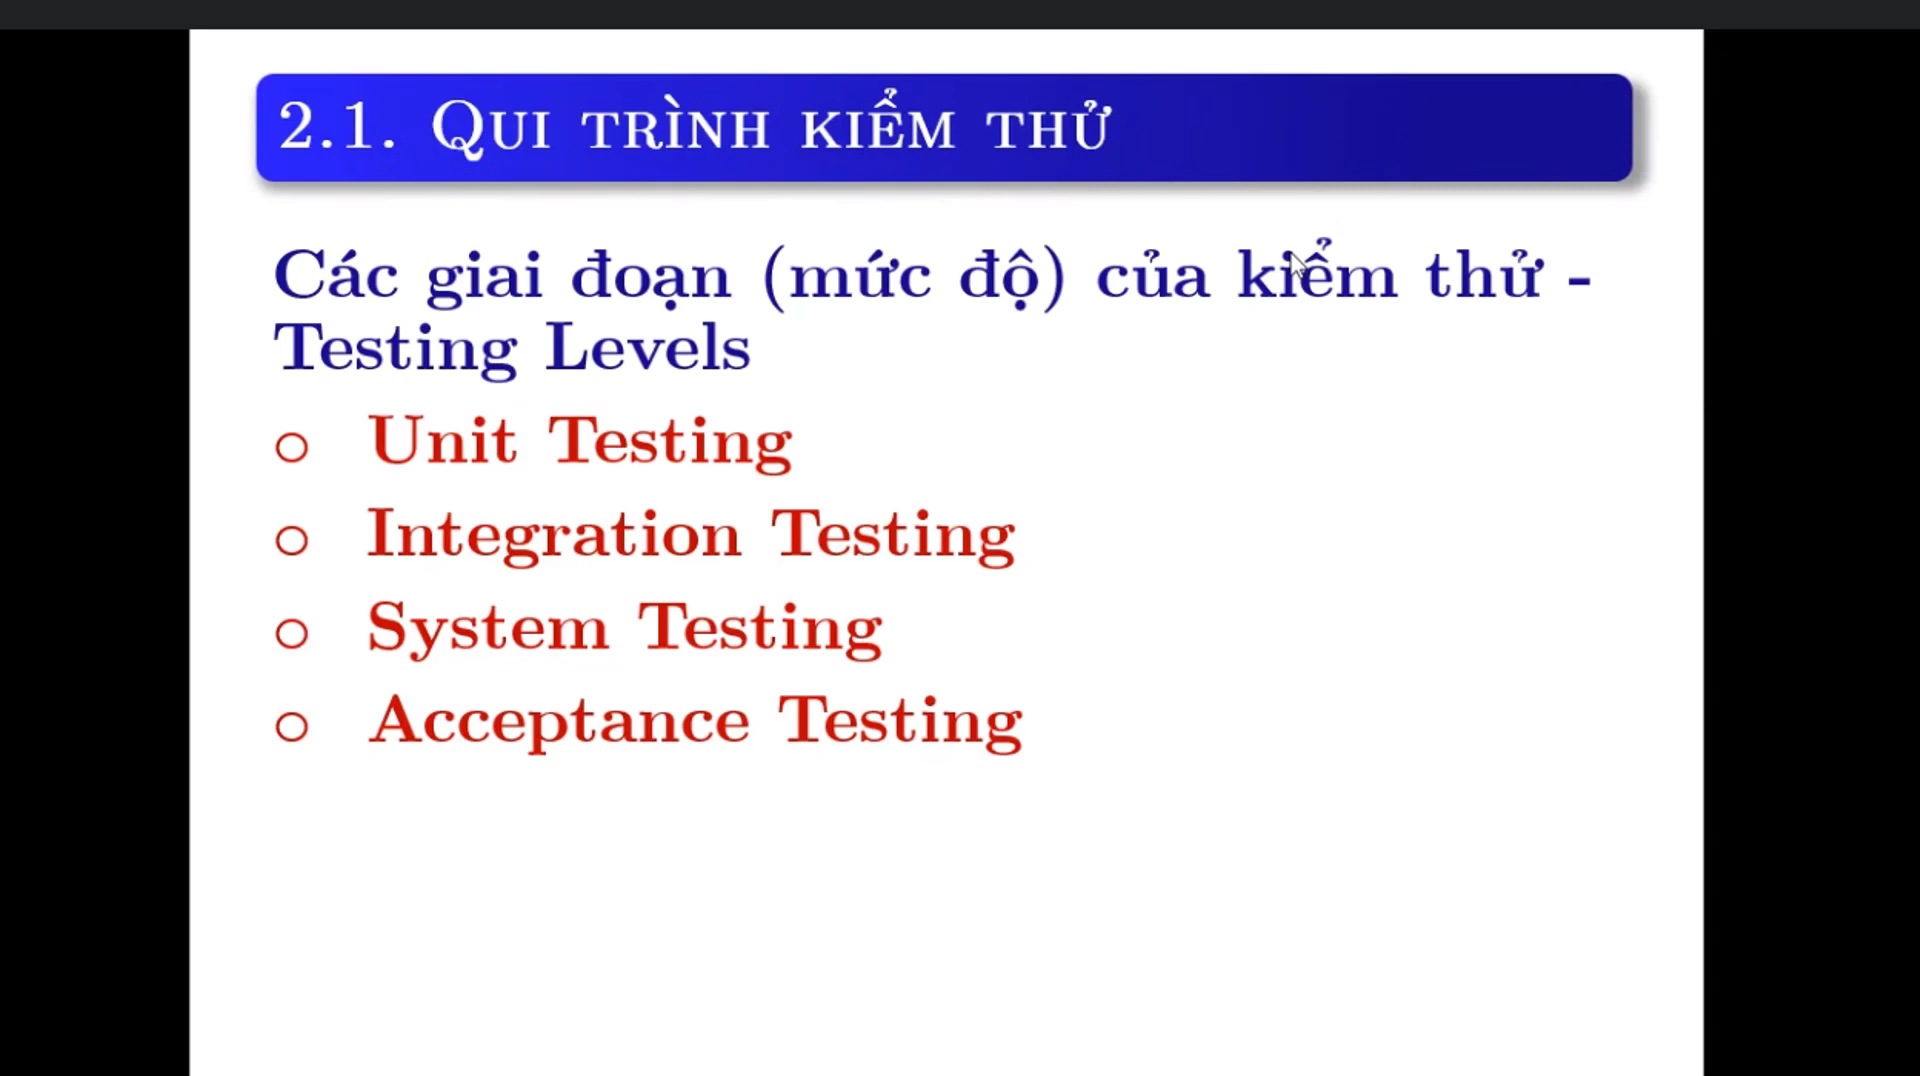 2.1. Qui trình kiểm thử
Các giai đoạn (mức độ) của kiểm thử -
Testing Levels
Unit Testing
Integration Testing
System Testing
Acceptance Testing